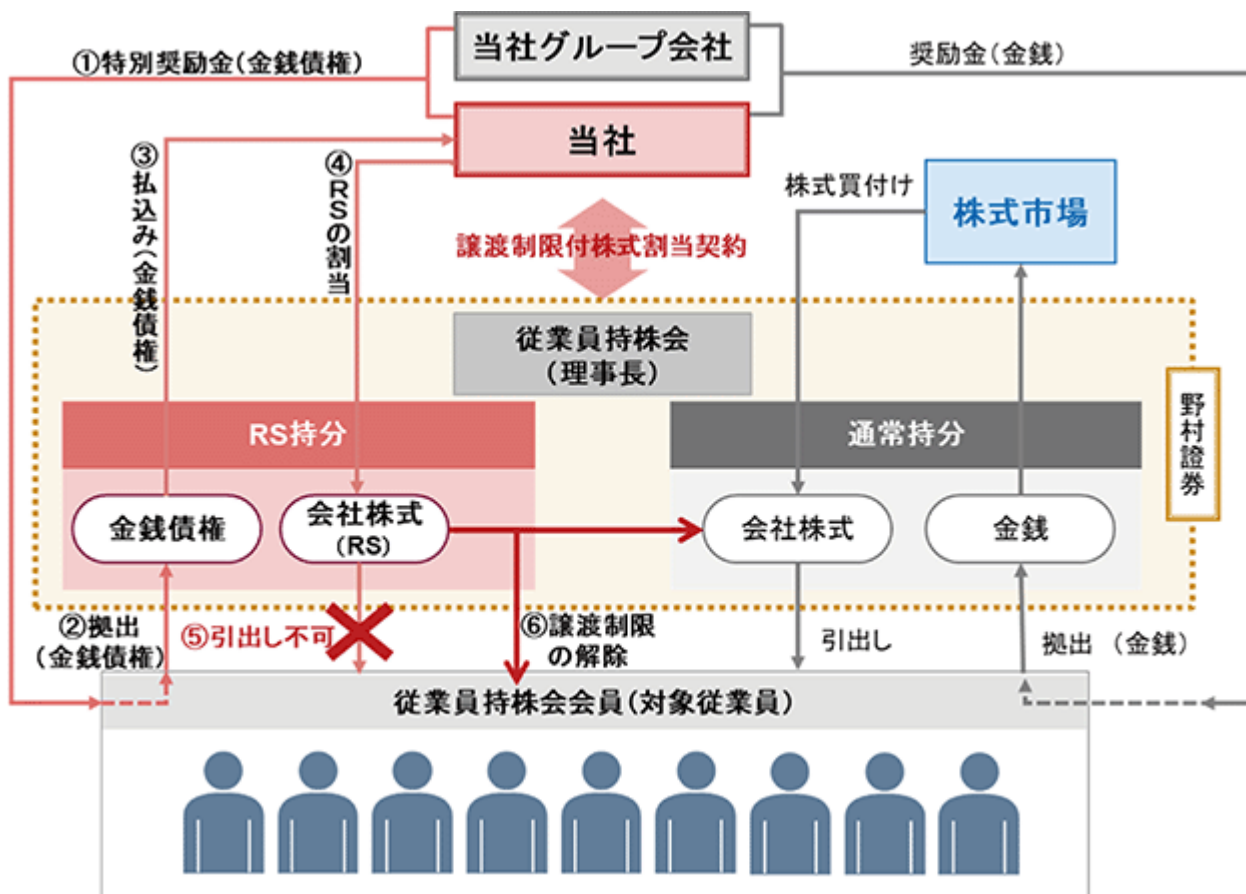 当社グループ会社
①特別奨励金(金銭債権)
奨励金(金銭)
当社
③払込み(金銭債権)
④RSの割当
株式買付け
株式市場
譲渡制限付株式割当契約
従業員持株会
(理事長)
野村證券
RS持分
通常持分
金銭債権
会社株式
(RS)
会社株式
金銭
②拠出
(金銭債権)
⑤引出し不可
⑥譲渡制限
の解除
引出し
拠出 (金銭)
従業員持株会会員(対象従業員)